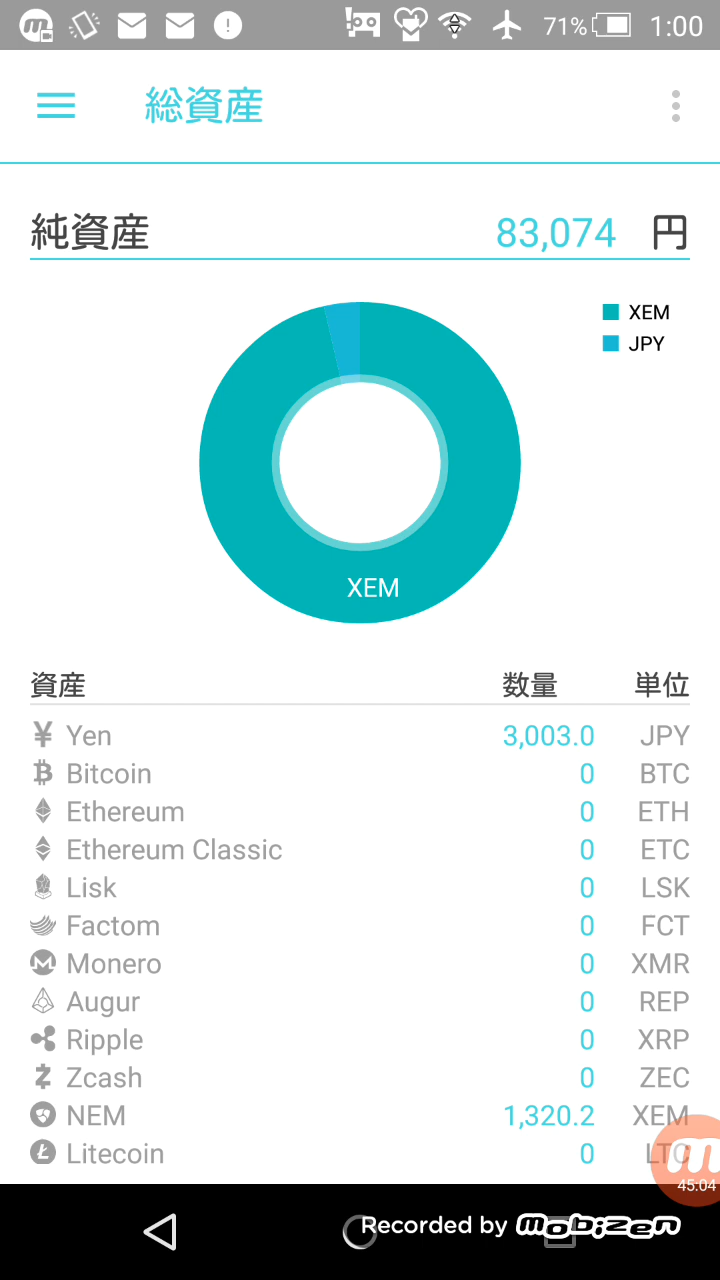 71% 1:00
総資産
純資産 83,074 円
XEM
JPY
XEM
資産 数量 単位
Yen 3,003.0 JPY
Bitcoin 0 BTC
Ethereum 0 ETH
Ethereum Classic 0 ETC
Lisk 0 LSK
Factom 0 FCT
Monero 0 XMR
Augur 0 REP
Ripple 0 XRP
Zcash 0 ZEC
NEM 1,320.2 XEM
Litecoin 0 LTC
45:04
Recorded by mobizen